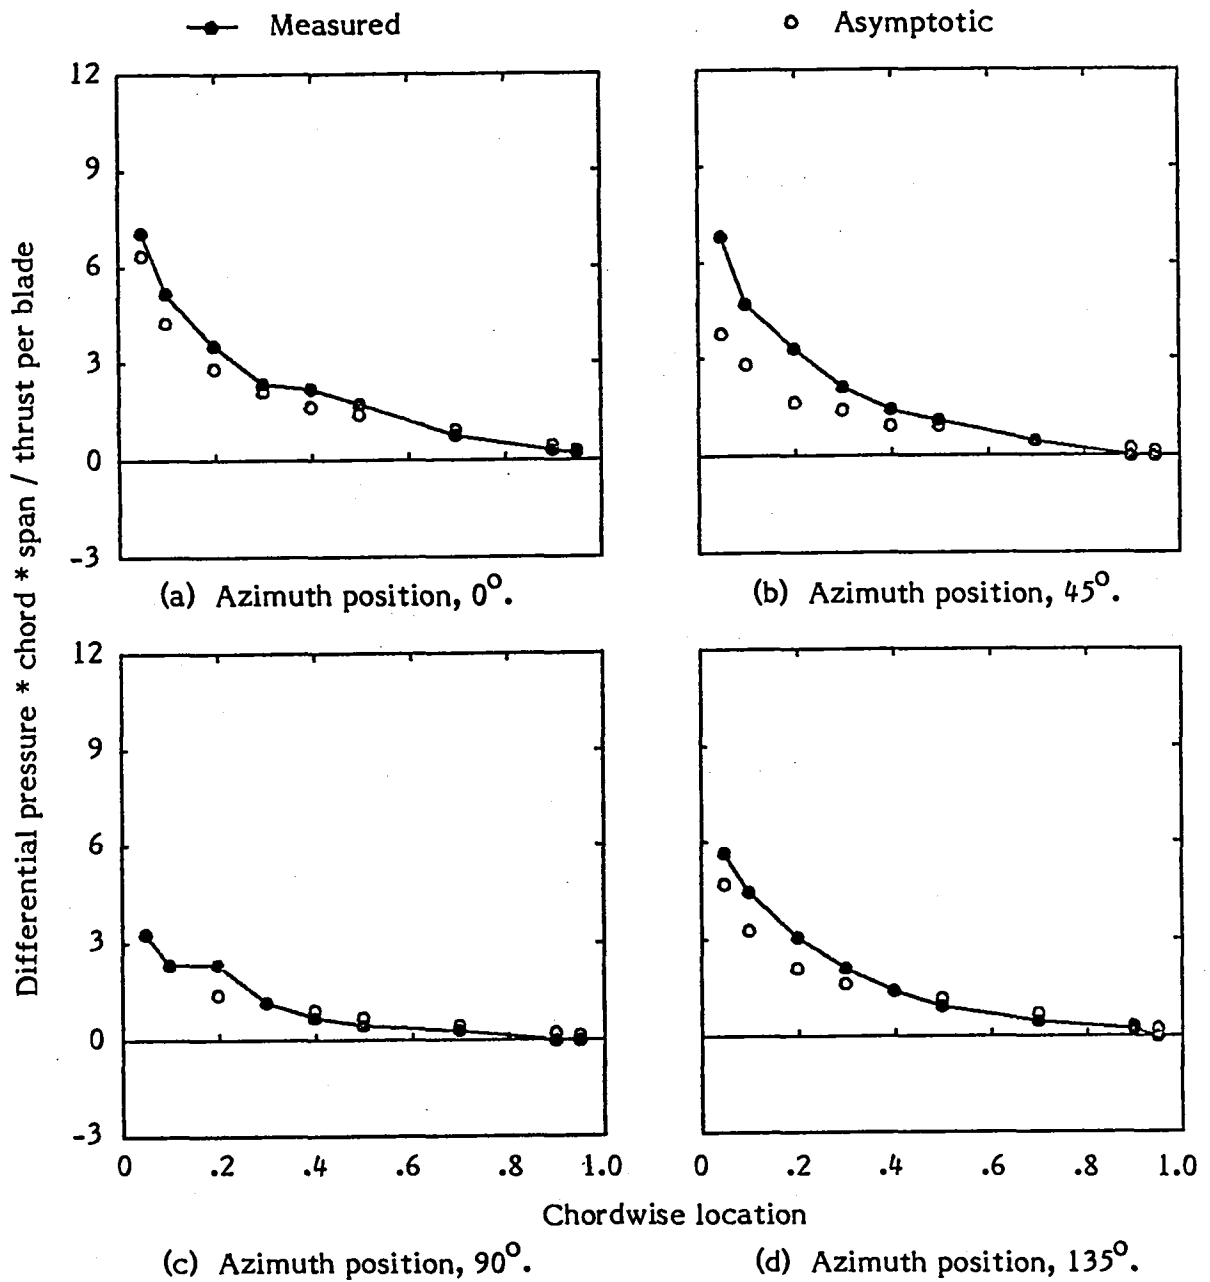 Measured
Asymptotic
Differential pressure * chord * span / thrust per blade
12
9
6
3
0
-3
(a) Azimuth position, 0°.
(b) Azimuth position, 45°.
12
9
6
3
0
-3
0 .2 .4 .6 .8 1.0
0 .2 .4 .6 .8 1.0
Chordwise location
(c) Azimuth position, 90°.
(d) Azimuth position, 135°.